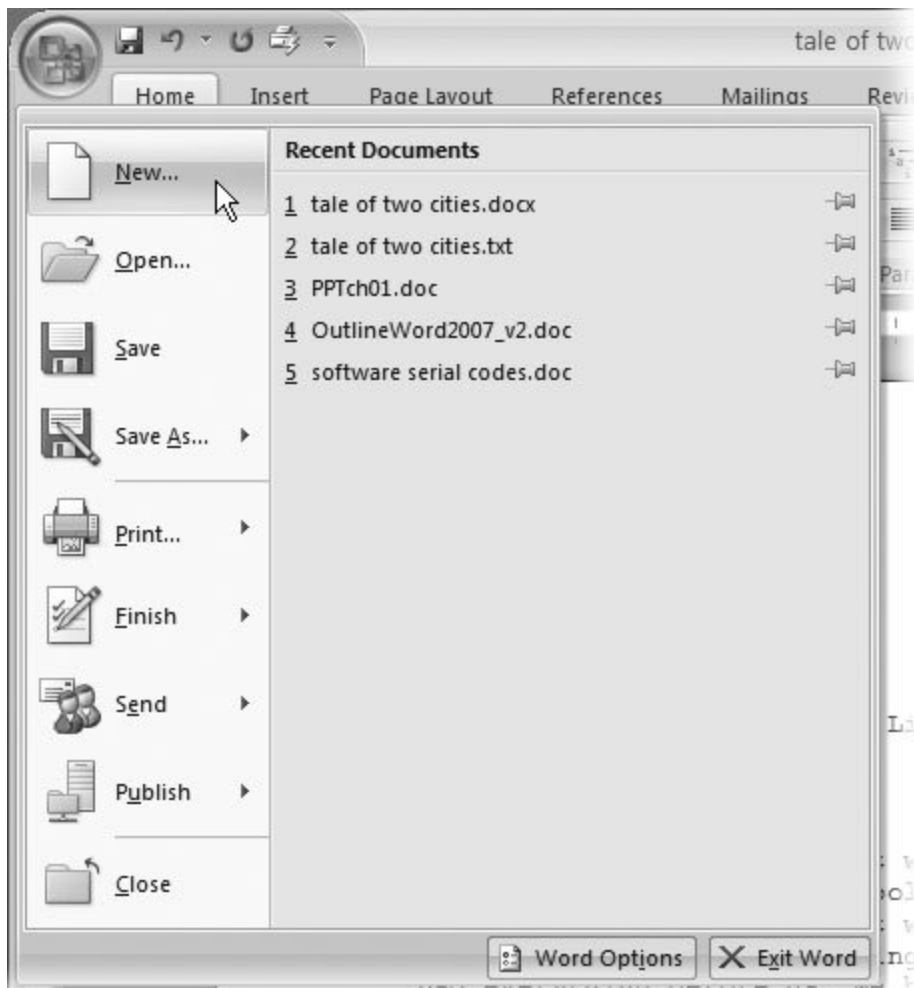 tale of two
Home Insert Page Layout References Mailings
Recent Documents
New...
1 tale of two cities.docx
2 tale of two cities.txt
Open...
3 PPTch01.doc
4 OutlineWord2007_v2.doc
Save
5 software serial codes.doc
Save As...
Print...
Finish
Send
Publish
Close
Word Options
Exit Word